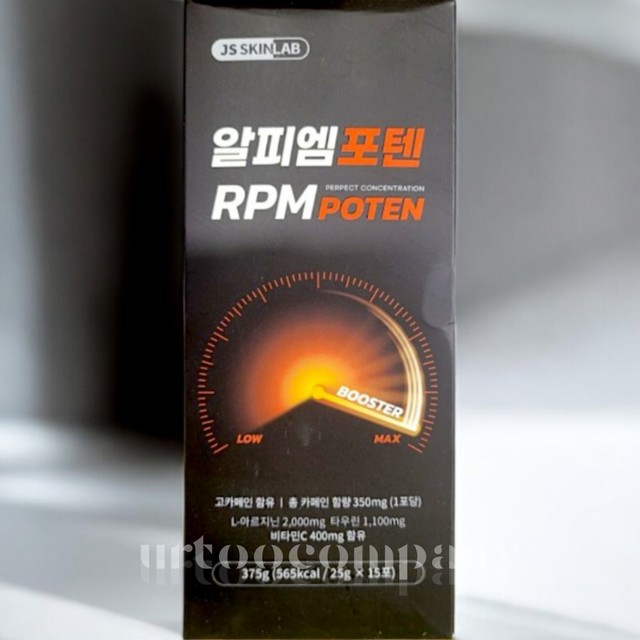 JS SKINLAB
알피엠포텐
PERFECT CONCENTRATION
RPM POTEN
BOOSTER
LOW MAX
고카페인 함유 | 총 카페인 함량 350mg (1포당)
L-아르지닌 2,000mg 타우린 1,100mg
비타민C 400mg 함유
urtoocompany
375g (565kcal / 25g × 15포)